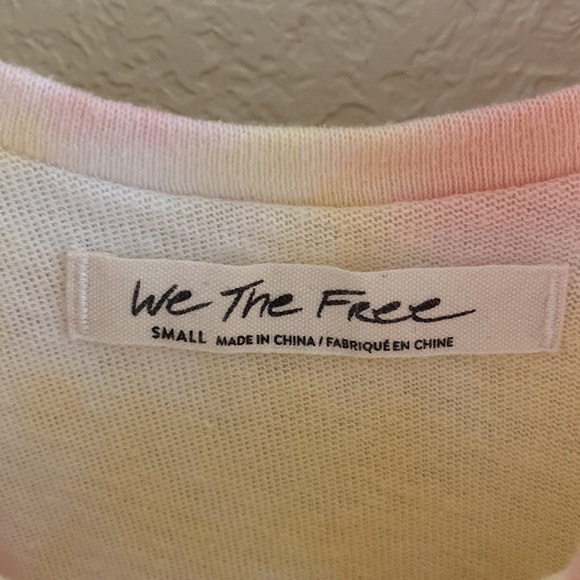 We The Free
SMALL MADE IN CHINA / FABRIQUÉ EN CHINE